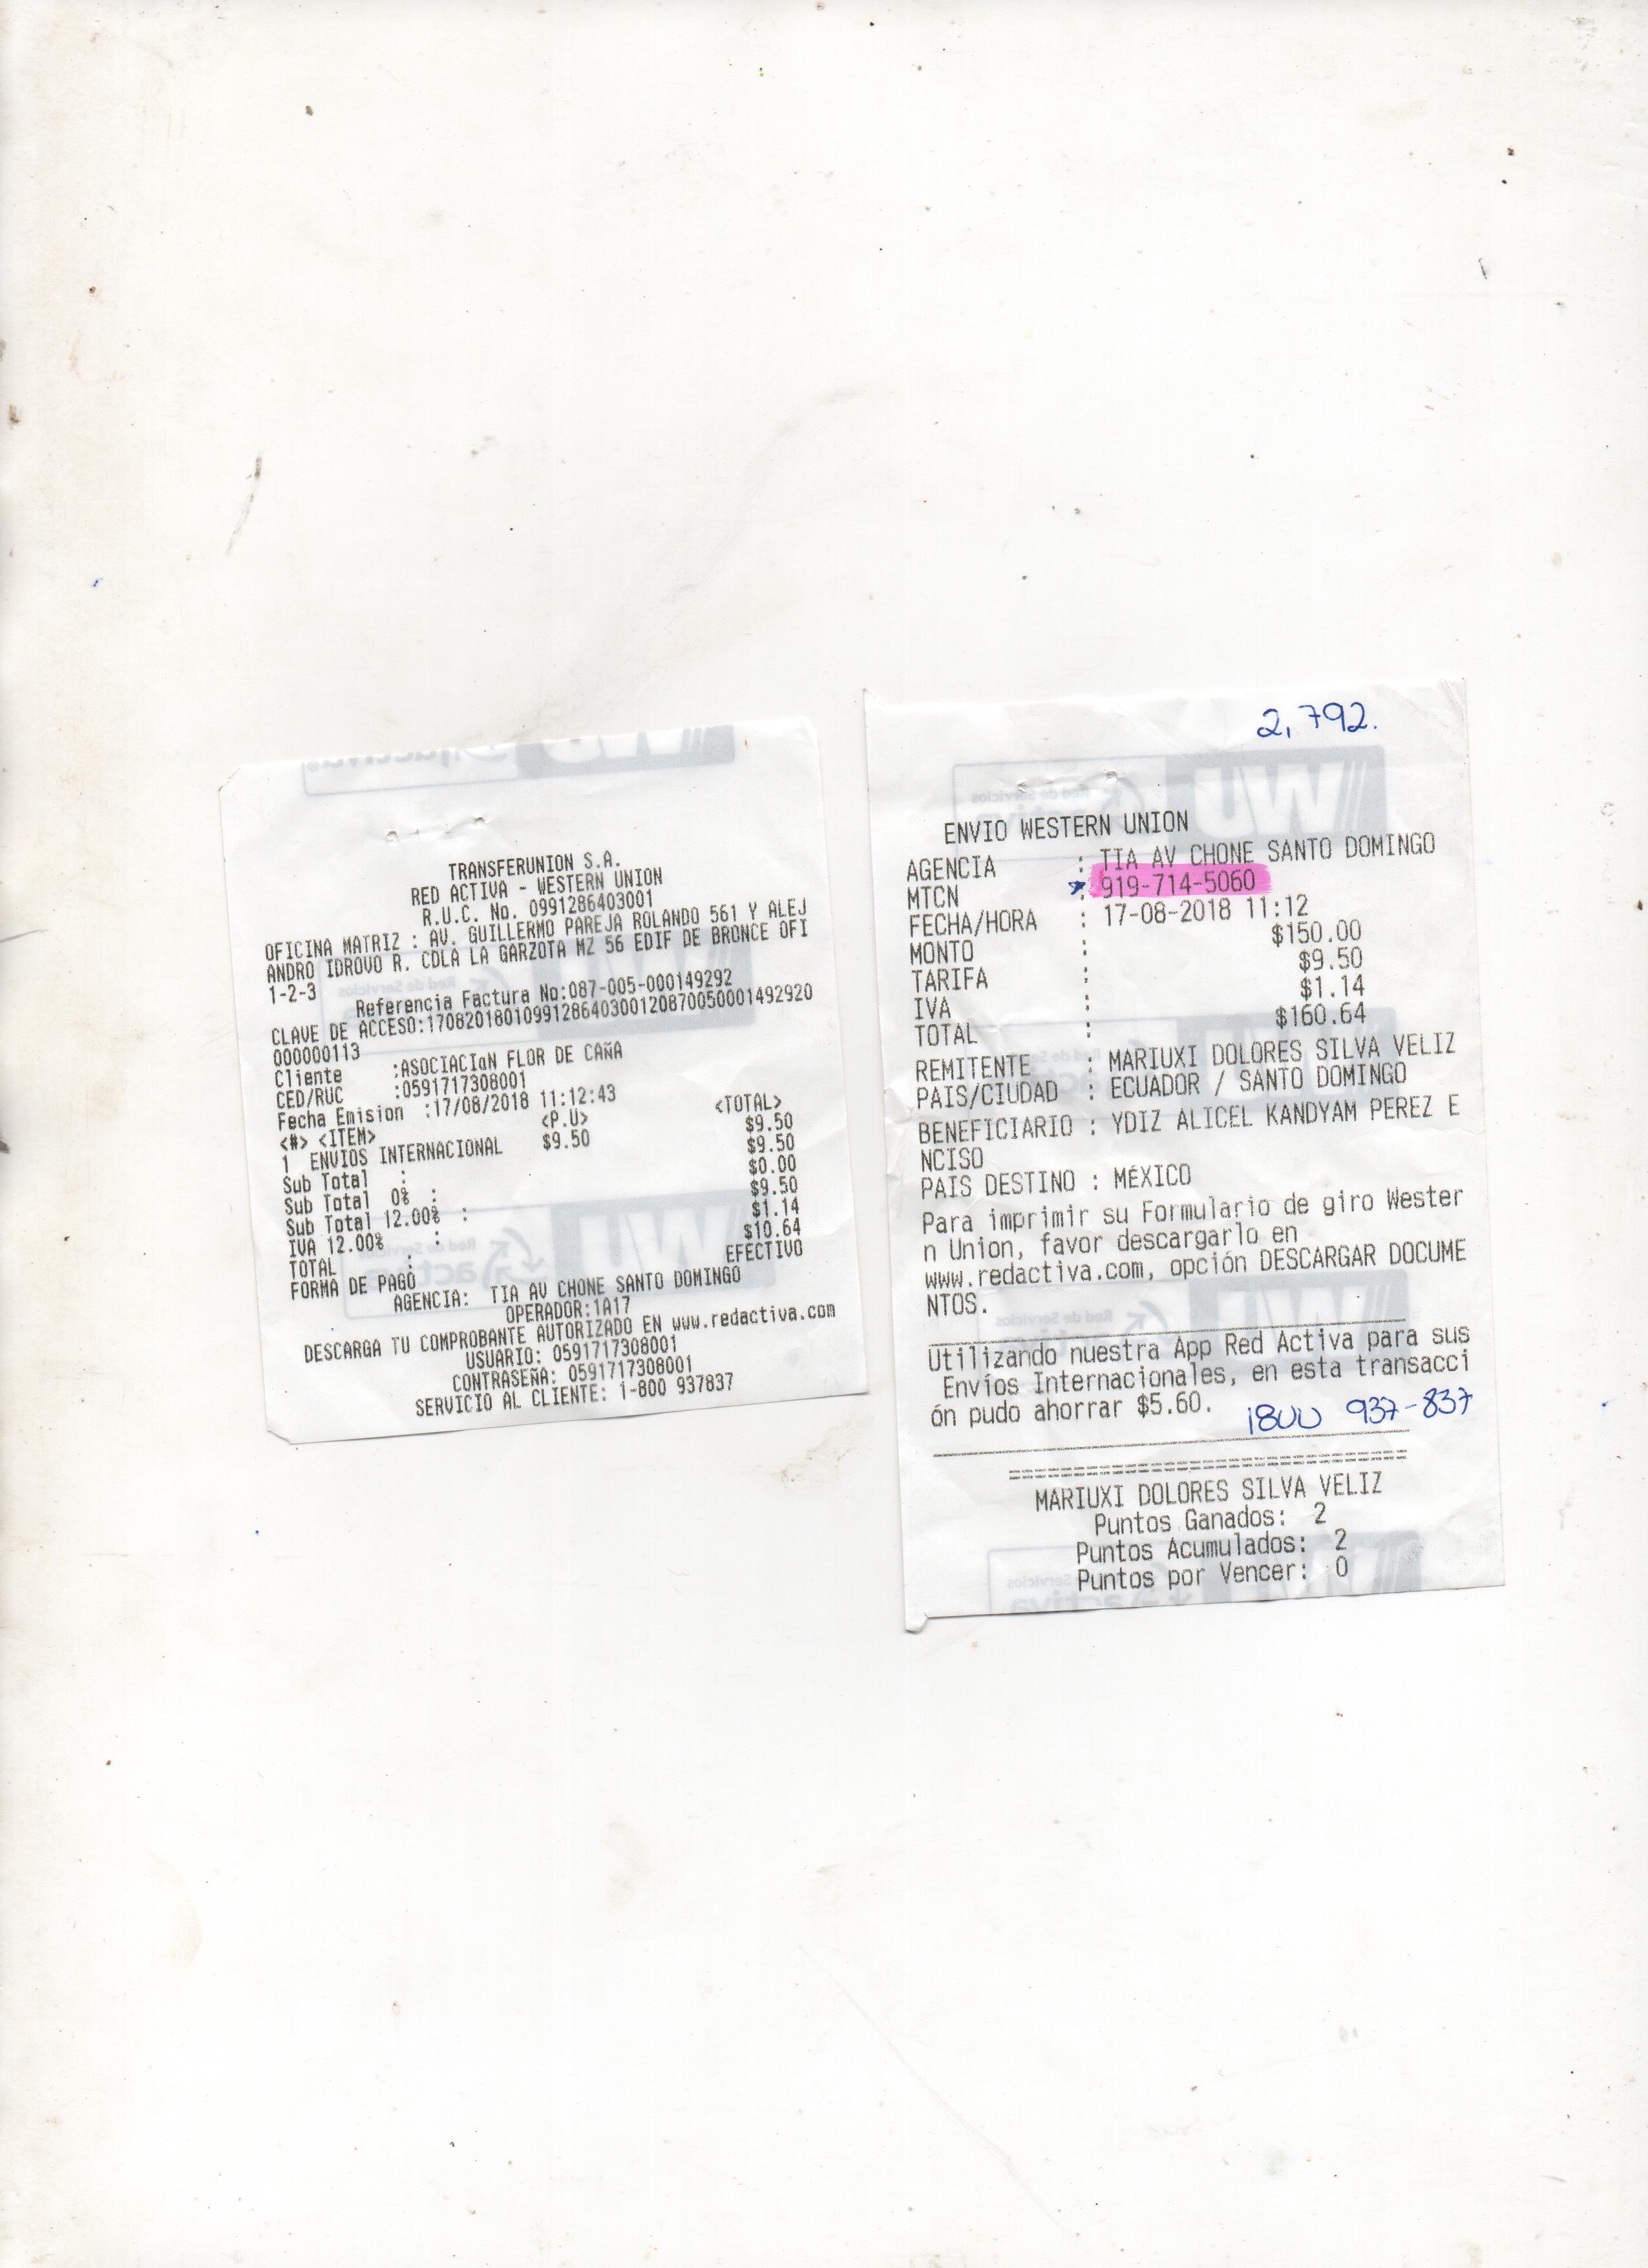 TRANSFERUNION S.A.
RED ACTIVA - WESTERN UNION
R.U.C. No. 0991286403001
OFICINA MATRIZ : AV. GUILLERMO PAREJA ROLANDO 561 Y ALEJ
ANDRO IDROVO R. CDLA LA GARZOTA MZ 56 EDIF DE BRONCE OFI
1-2-3
Referencia Factura No:087-005-000149292
CLAVE DE ACCESO:1708201801099128640300120870050001492920
000000113
Cliente :ASOCIACIaN FLOR DE CAÑA
CED/RUC :0591717308001
Fecha Emision :17/08/2018 11:12:43
<#> <ITEM> <P.U> <TOTAL>
1 ENVIOS INTERNACIONAL $9.50 $9.50
Sub Total : $9.50
Sub Total 0% : $0.00
Sub Total 12.00% : $9.50
IVA 12.00% : $1.14
TOTAL : $10.64
FORMA DE PAGO EFECTIVO
AGENCIA: TIA AV CHONE SANTO DOMINGO
OPERADOR:1A17
DESCARGA TU COMPROBANTE AUTORIZADO EN www.redactiva.com
USUARIO: 0591717308001
CONTRASEÑA: 0591717308001
SERVICIO AL CLIENTE: 1-800 937837
2,792.
ENVIO WESTERN UNION
AGENCIA : TIA AV CHONE SANTO DOMINGO
MTCN : 919-714-5060
FECHA/HORA : 17-08-2018 11:12
MONTO : $150.00
TARIFA : $9.50
IVA : $1.14
TOTAL : $160.64
REMITENTE : MARIUXI DOLORES SILVA VELIZ
PAIS/CIUDAD : ECUADOR / SANTO DOMINGO
BENEFICIARIO : YDIZ ALICEL KANDYAM PEREZ E
NCISO
PAIS DESTINO : MÉXICO
Para imprimir su Formulario de giro Wester
n Union, favor descargarlo en
www.redactiva.com, opción DESCARGAR DOCUME
NTOS.
Utilizando nuestra App Red Activa para sus
Envíos Internacionales, en esta transacci
ón pudo ahorrar $5.60.
1800 937-837
MARIUXI DOLORES SILVA VELIZ
Puntos Ganados: 2
Puntos Acumulados: 2
Puntos por Vencer: 0